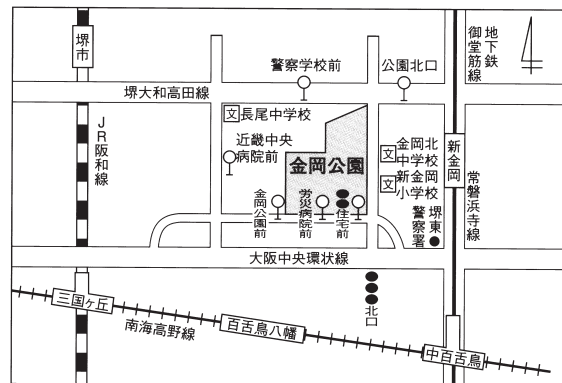 堺市
地下鉄
御堂筋線
警察学校前
公園北口
堺大和高田線
長尾中学校
文
JR阪和線
近畿中央
病院前
金岡公園
文
金岡北
中学校
新金岡
文
新金岡
小学校
常磐浜寺線
金岡公園前
労災病院前
●●住宅前
堺東
警察署
大阪中央環状線
●●●北口
三国ヶ丘
南海高野線
百舌鳥八幡
中百舌鳥